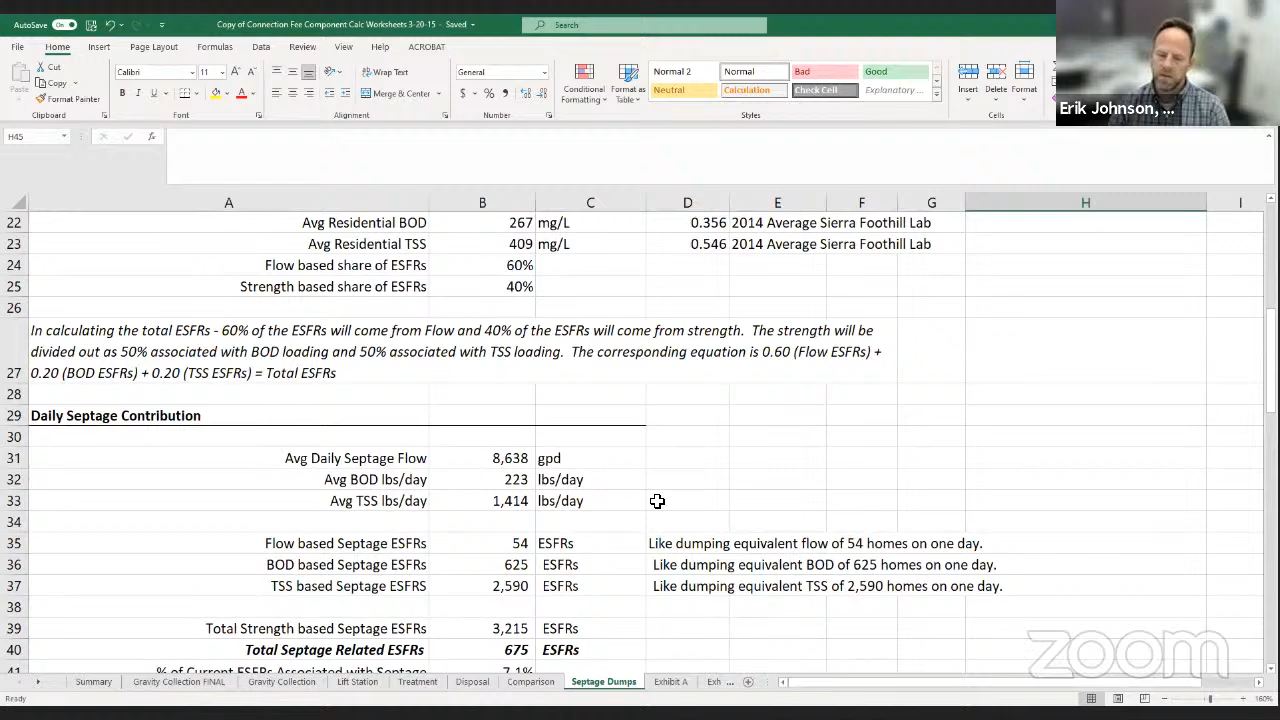 AutoSave On Copy of Connection Fee Component Calc Worksheets 3-20-15 - Saved Search
File Home Insert Page Layout Formulas Data Review View Help ACROBAT
Cut Calibri 11 Wrap Text General Normal 2 Normal Bad Good
Copy Conditional Format as Insert Delete Format
Paste Format Painter Merge & Center Formatting Table Neutral Calculation Check Cell Explanatory ...
Clipboard Font Alignment Number Styles Cells
Erik Johnson, ...
H45 fx
A B C D E F G H I
22 Avg Residential BOD 267 mg/L 0.356 2014 Average Sierra Foothill Lab
23 Avg Residential TSS 409 mg/L 0.546 2014 Average Sierra Foothill Lab
24 Flow based share of ESFRs 60%
25 Strength based share of ESFRs 40%
26
In calculating the total ESFRs - 60% of the ESFRs will come from Flow and 40% of the ESFRs will come from strength. The strength will be
divided out as 50% associated with BOD loading and 50% associated with TSS loading. The corresponding equation is 0.60 (Flow ESFRs) +
27 0.20 (BOD ESFRs) + 0.20 (TSS ESFRs) = Total ESFRs
28
29 Daily Septage Contribution
30
31 Avg Daily Septage Flow 8,638 gpd
32 Avg BOD lbs/day 223 lbs/day
33 Avg TSS lbs/day 1,414 lbs/day
34
35 Flow based Septage ESFRs 54 ESFRs Like dumping equivalent flow of 54 homes on one day.
36 BOD based Septage ESFRs 625 ESFRs Like dumping equivalent BOD of 625 homes on one day.
37 TSS based Septage ESFRS 2,590 ESFRs Like dumping equivalent TSS of 2,590 homes on one day.
38
39 Total Strength based Septage ESFRs 3,215 ESFRs
40 Total Septage Related ESFRs 675 ESFRs
41 % of Current ESFRs Associated with Septage 7.1%
zoom
Summary Gravity Collection FINAL Gravity Collection Lift Station Treatment Disposal Comparison Septage Dumps Exhibit A Exh ...
Ready 160%